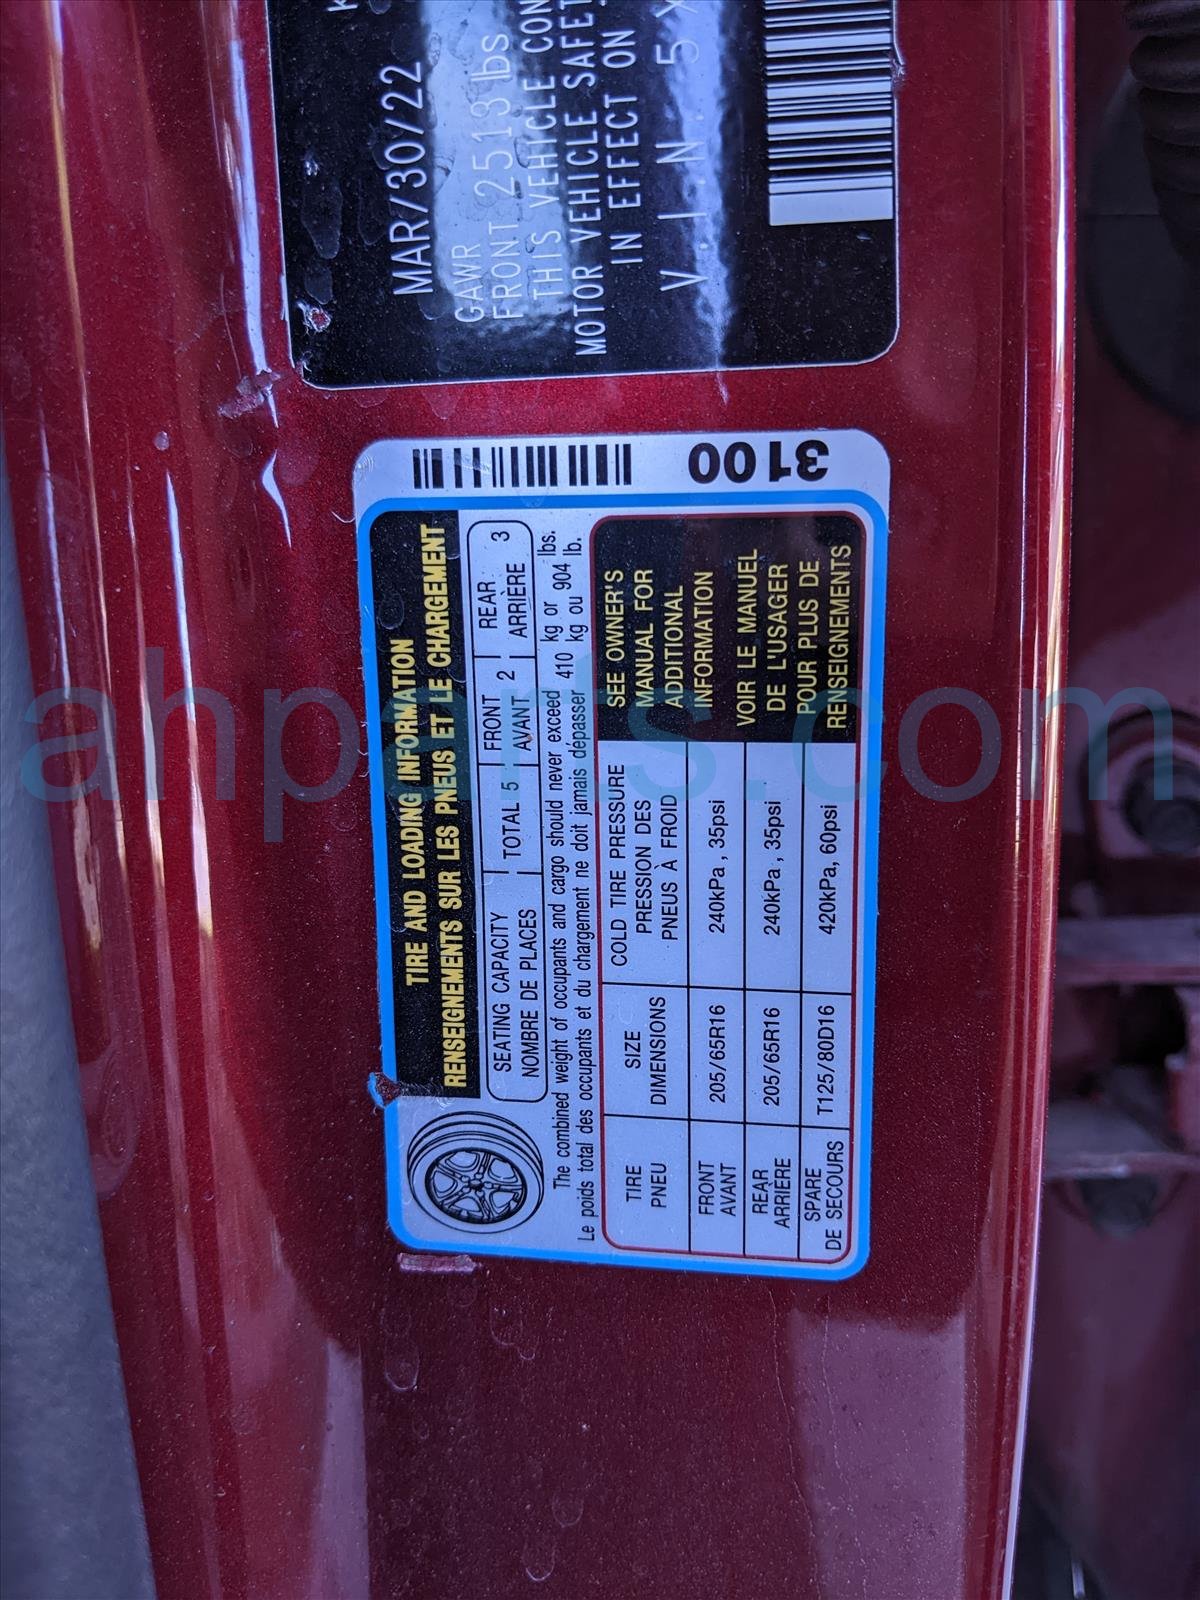 MAR/30/22
GAWR
FRONT 2513 lbs
THIS VEHICLE CON
MOTOR VEHICLE SAFET
IN EFFECT ON
V.I.N. 5X
3100
TIRE AND LOADING INFORMATION
RENSEIGNEMENTS SUR LES PNEUS ET LE CHARGEMENT
SEATING CAPACITY TOTAL 5 FRONT 2 REAR 3
NOMBRE DE PLACES AVANT ARRIÈRE
The combined weight of occupants and cargo should never exceed 410 kg or 904 lbs.
Le poids total des occupants et du chargement ne doit jamais dépasser 410 kg ou 904 lb.
TIRE SIZE COLD TIRE PRESSURE
PNEU DIMENSIONS PRESSION DES
PNEUS À FROID
FRONT
AVANT 205/65R16 240kPa, 35psi
REAR
ARRIÈRE 205/65R16 240kPa, 35psi
SPARE
DE SECOURS T125/80D16 420kPa, 60psi
SEE OWNER'S
MANUAL FOR
ADDITIONAL
INFORMATION
VOIR LE MANUEL
DE L'USAGER
POUR PLUS DE
RENSEIGNEMENTS
ahparts.com